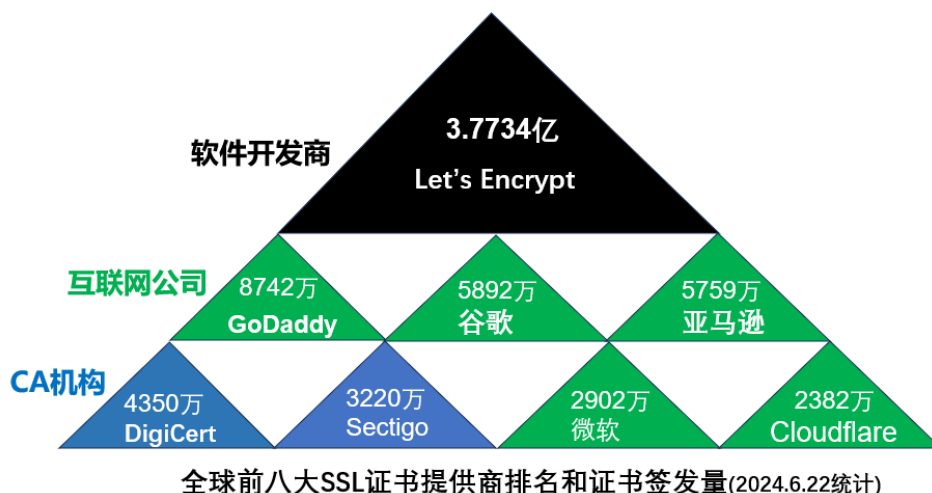 3.7734亿
软件开发商
Let's Encrypt
互联网公司
8742万
GoDaddy
5892万
谷歌
5759万
亚马逊
CA机构
4350万
DigiCert
3220万
Sectigo
2902万
微软
2382万
Cloudflare
全球前八大SSL证书提供商排名和证书签发量(2024.6.22统计)